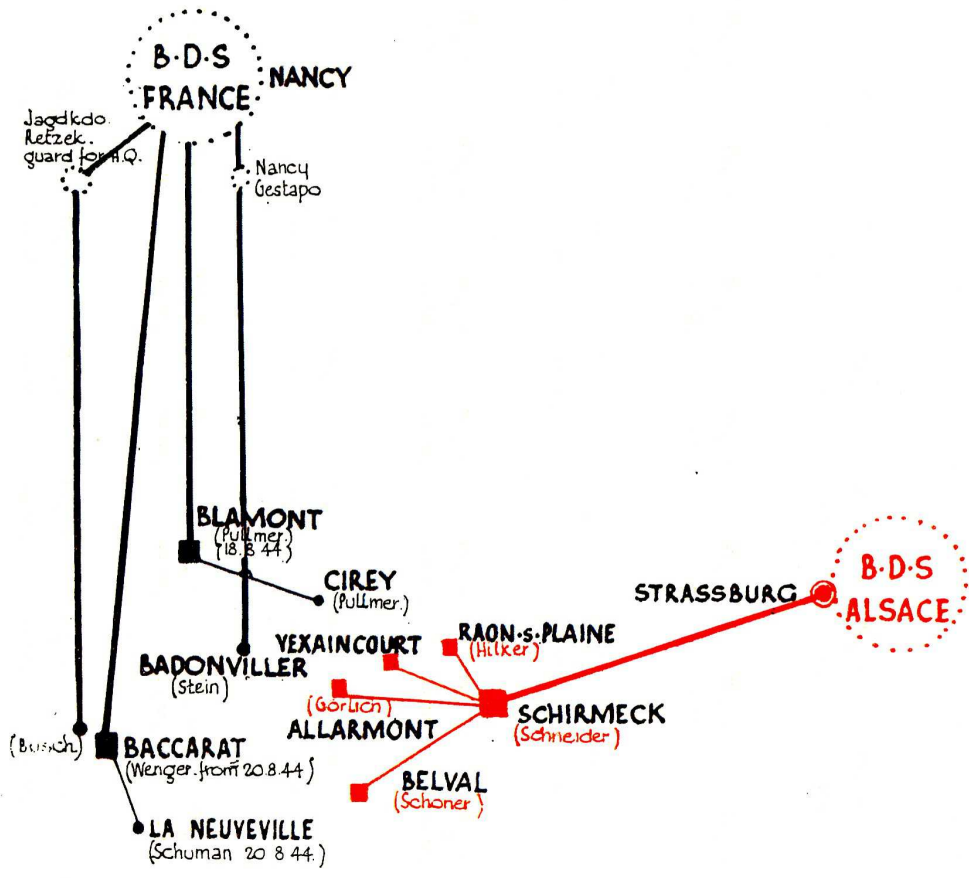 B·D·S
FRANCE
NANCY
Jagdkdo.
Retzek.
guard for H.Q.
Nancy
Gestapo
BLAMONT
(Pullmer.)
(18.8 44.)
CIREY
(Pullmer.)
BADONVILLER
(Stein)
VEXAINCOURT
RAON·S·PLAINE
(Hilker)
(Görlich)
ALLARMONT
STRASSBURG
B·D·S
ALSACE
SCHIRMECK
(Schneider)
BELVAL
(Schoner)
BACCARAT
(Wenger. from 20.8.44)
LA NEUVEVILLE
(Schuman 20 8 44.)